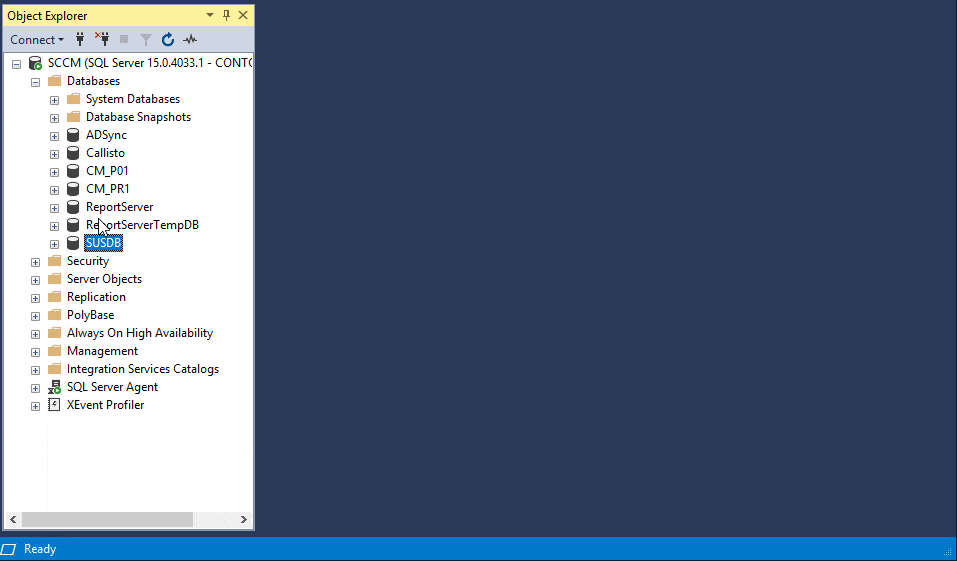 Object Explorer
Connect
SCCM (SQL Server 15.0.4033.1 - CONTO
Databases
System Databases
Database Snapshots
ADSync
Callisto
CM_P01
CM_PR1
ReportServer
ReportServerTempDB
SUSDB
Security
Server Objects
Replication
PolyBase
Always On High Availability
Management
Integration Services Catalogs
SQL Server Agent
XEvent Profiler
Ready